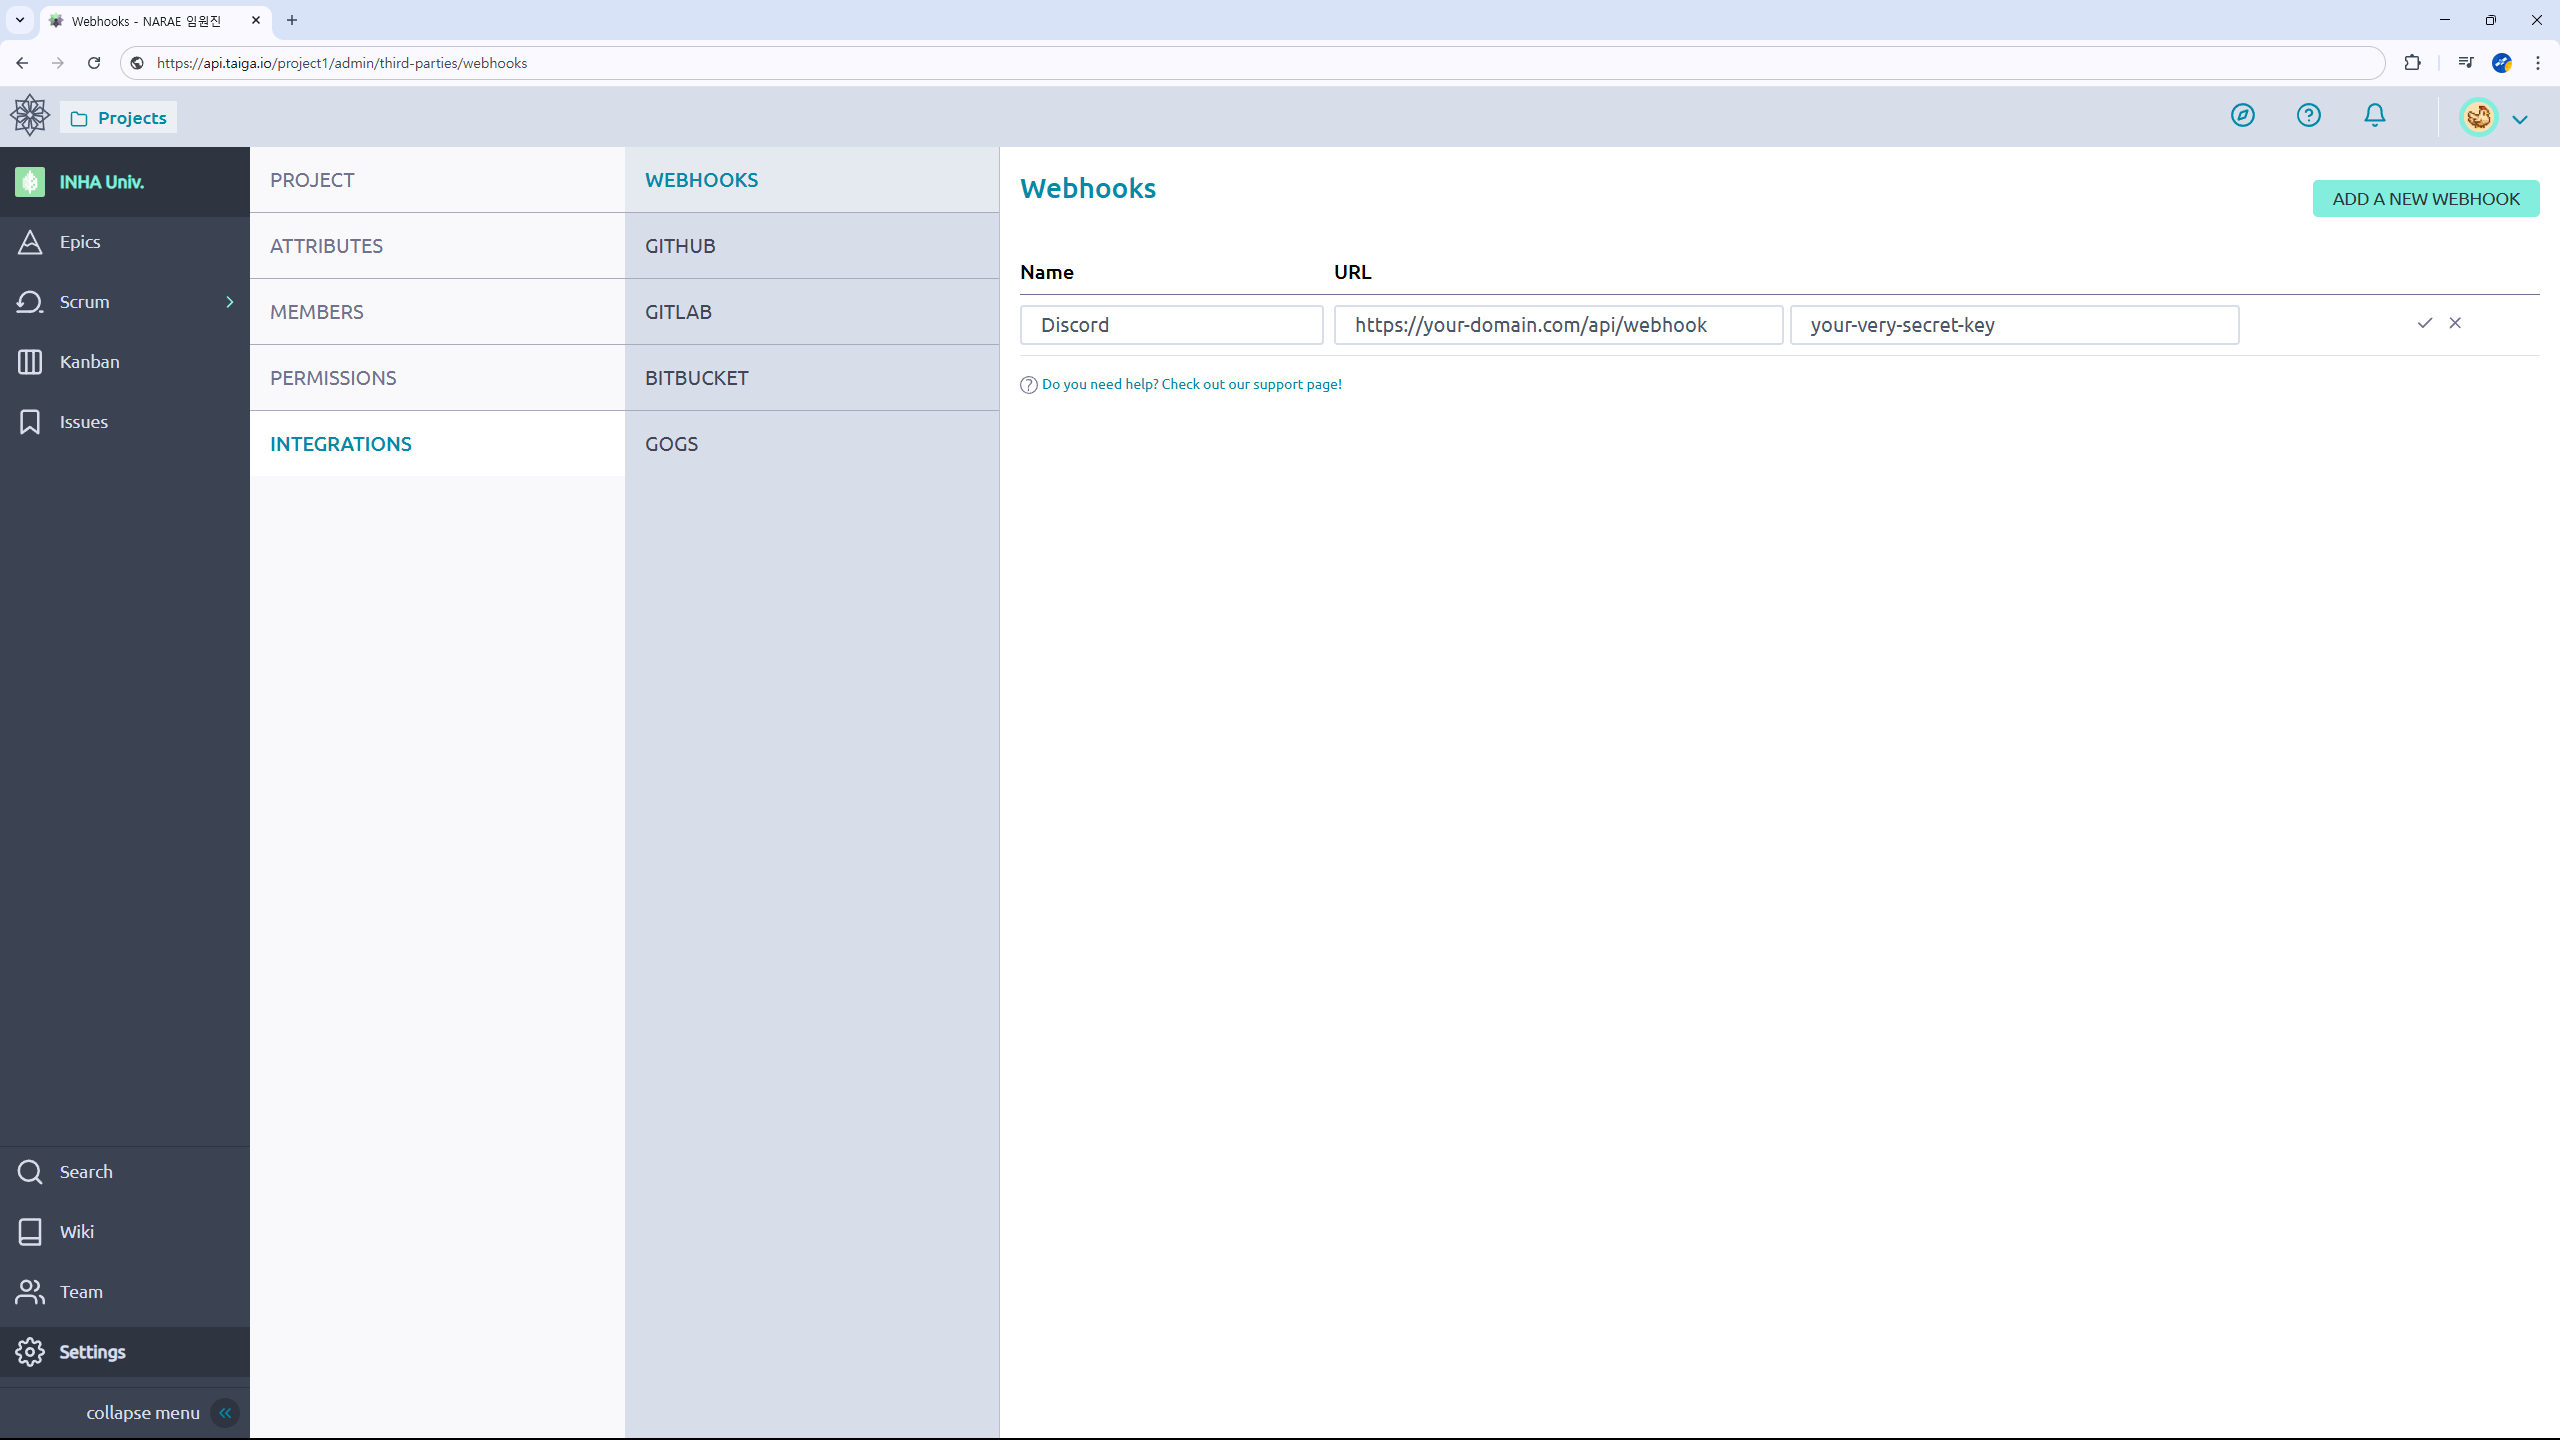 Webhooks - NARAE 임원진
https://api.taiga.io/project1/admin/third-parties/webhooks
Projects
INHA Univ.
Epics
Scrum
Kanban
Issues
Search
Wiki
Team
Settings
collapse menu
PROJECT
ATTRIBUTES
MEMBERS
PERMISSIONS
INTEGRATIONS
WEBHOOKS
GITHUB
GITLAB
BITBUCKET
GOGS
Webhooks
ADD A NEW WEBHOOK
Name URL
Discord https://your-domain.com/api/webhook your-very-secret-key
Do you need help? Check out our support page!